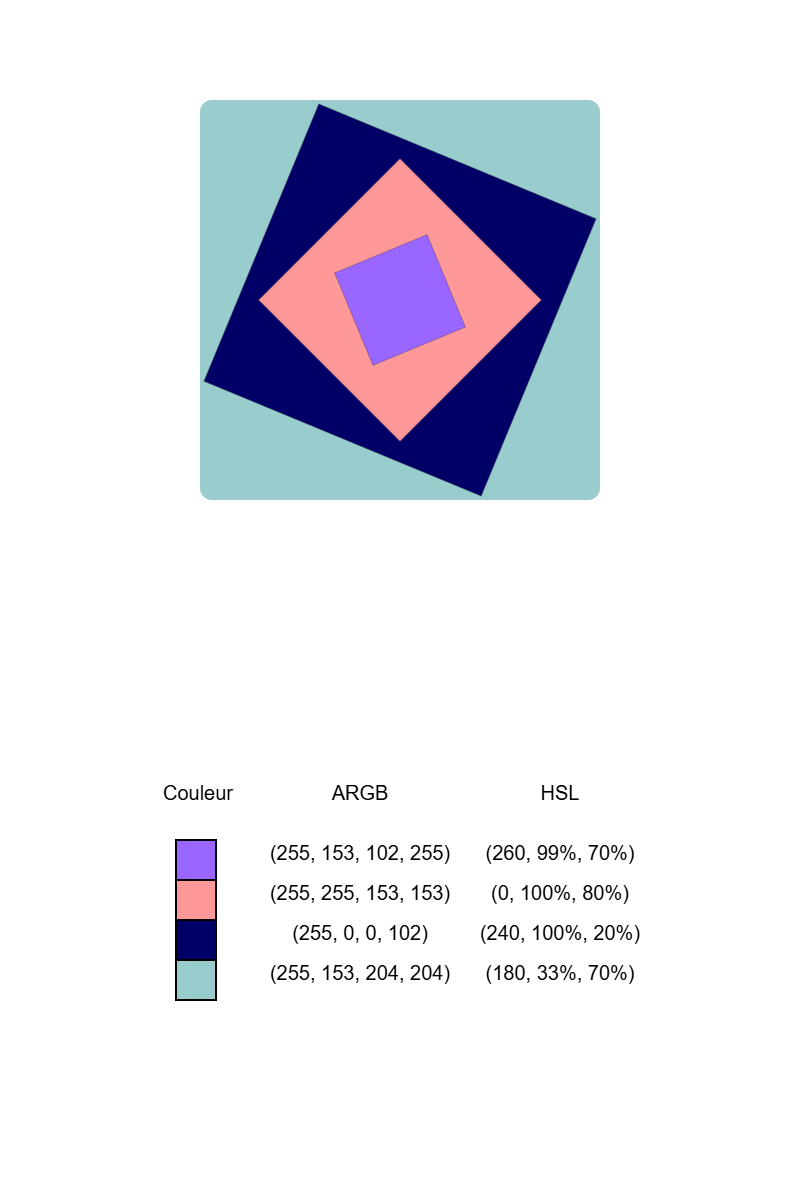 Couleur ARGB HSL
(255, 153, 102, 255) (260, 99%, 70%)
(255, 255, 153, 153) (0, 100%, 80%)
(255, 0, 0, 102) (240, 100%, 20%)
(255, 153, 204, 204) (180, 33%, 70%)